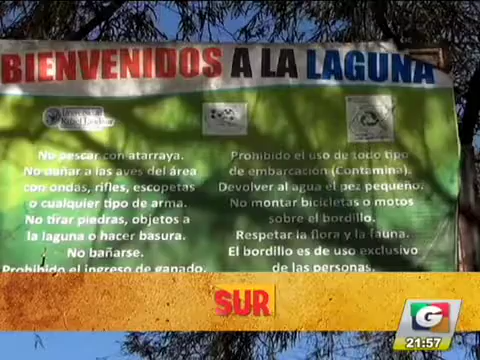 BIENVENIDOS A LA LAGUNA
Universidad
Rafael Landívar
No pescar con atarraya.
No dañar a las aves del área
con ondas, rifles, escopetas
o cualquier tipo de arma.
No tirar piedras, objetos a
la laguna o hacer basura.
No bañarse.
Prohibido el ingreso de ganado.
Prohibido el uso de todo tipo
de embarcación (Contamina).
Devolver al agua el pez pequeño.
No montar bicicletas o motos
sobre el bordillo.
Respetar la flora y la fauna.
El bordillo es de uso exclusivo
de las personas.
SUR
G
21:57